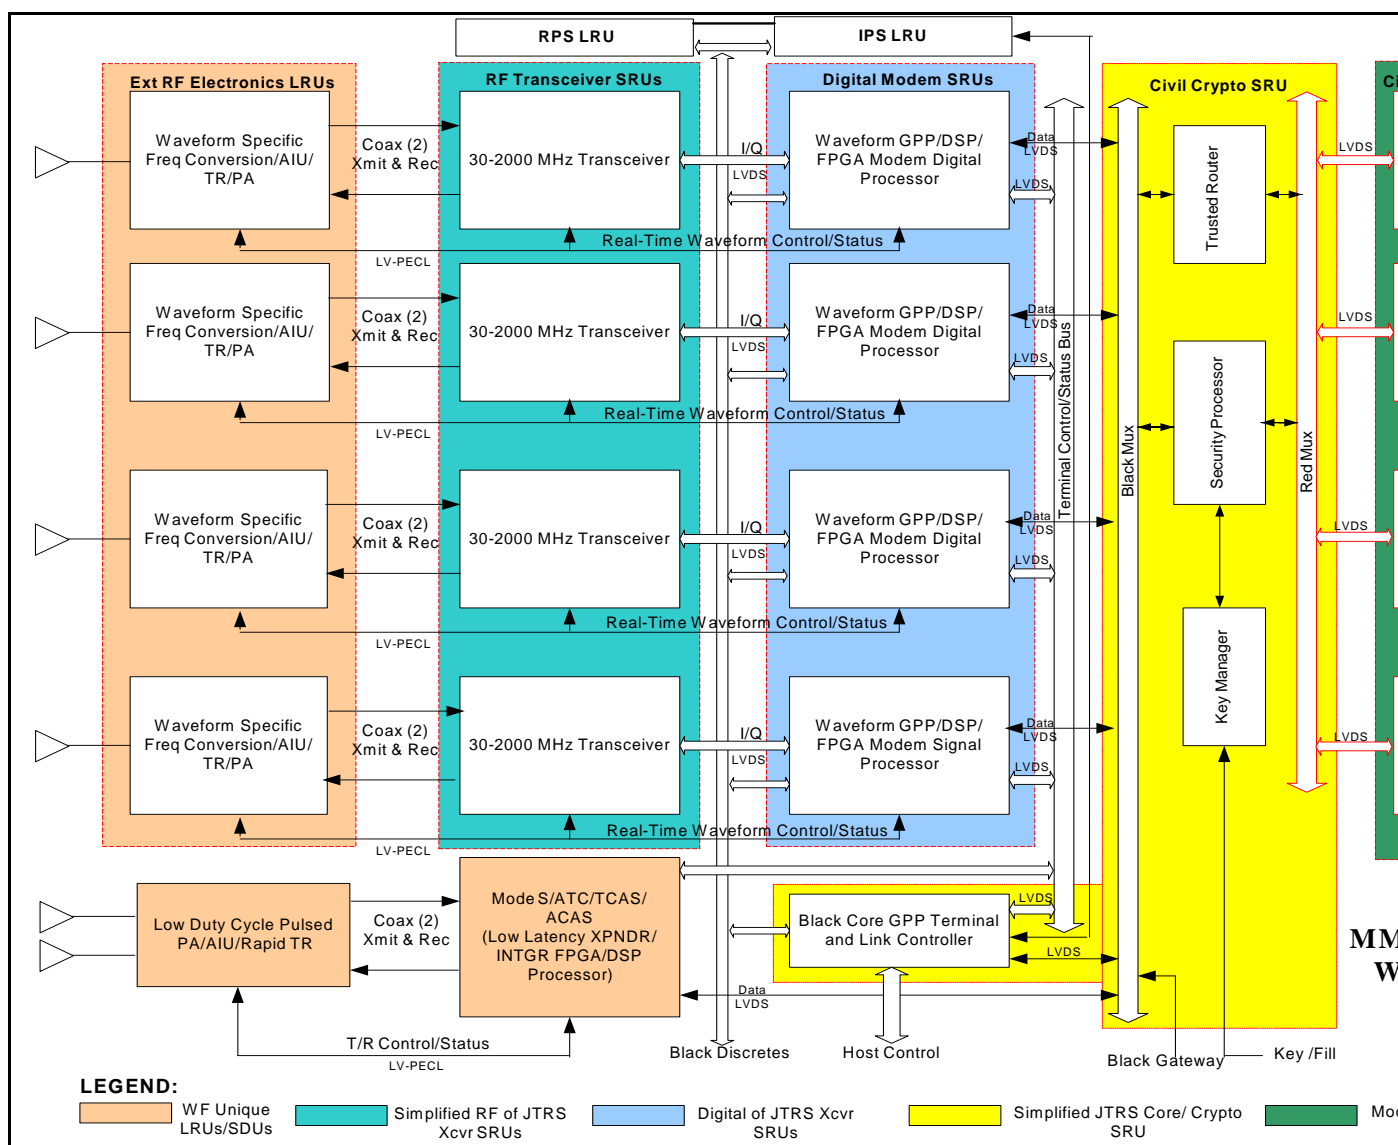 RPS LRU
IPS LRU
Ext RF Electronics LRUs
RF Transceiver SRUs
Digital Modem SRUs
Civil Crypto SRU
Ci
Waveform Specific
Freq Conversion/AIU/
TR/PA
Coax (2)
Xmit & Rec
30-2000 MHz Transceiver
I/Q
LVDS
Waveform GPP/DSP/
FPGA Modem Digital
Processor
Data
LVDS
LVDS
Trusted Router
LVDS
Real-Time Waveform Control/Status
LV-PECL
Waveform Specific
Freq Conversion/AIU/
TR/PA
Coax (2)
Xmit & Rec
30-2000 MHz Transceiver
I/Q
LVDS
Waveform GPP/DSP/
FPGA Modem Digital
Processor
Data
LVDS
LVDS
LVDS
Real-Time Waveform Control/Status
LV-PECL
Terminal Control/Status Bus
Black Mux
Security Processor
Red Mux
Waveform Specific
Freq Conversion/AIU/
TR/PA
Coax (2)
Xmit & Rec
30-2000 MHz Transceiver
I/Q
LVDS
Waveform GPP/DSP/
FPGA Modem Digital
Processor
Data
LVDS
LVDS
LVDS
Real-Time Waveform Control/Status
LV-PECL
Key Manager
Waveform Specific
Freq Conversion/AIU/
TR/PA
Coax (2)
Xmit & Rec
30-2000 MHz Transceiver
I/Q
LVDS
Waveform GPP/DSP/
FPGA Modem Signal
Processor
Data
LVDS
LVDS
LVDS
Real-Time Waveform Control/Status
LV-PECL
Low Duty Cycle Pulsed
PA/AIU/Rapid TR
Coax (2)
Xmit & Rec
Mode S/ATC/TCAS/
ACAS
(Low Latency XPNDR/
INTGR FPGA/DSP
Processor)
Black Core GPP Terminal
and Link Controller
LVDS
LVDS
Data
LVDS
MM
W
T/R Control/Status
LV-PECL
Black Discretes
Host Control
Black Gateway
Key /Fill
LEGEND:
WF Unique
LRUs/SDUs
Simplified RF of JTRS
Xcvr SRUs
Digital of JTRS Xcvr
SRUs
Simplified JTRS Core/ Crypto
SRU
Mod